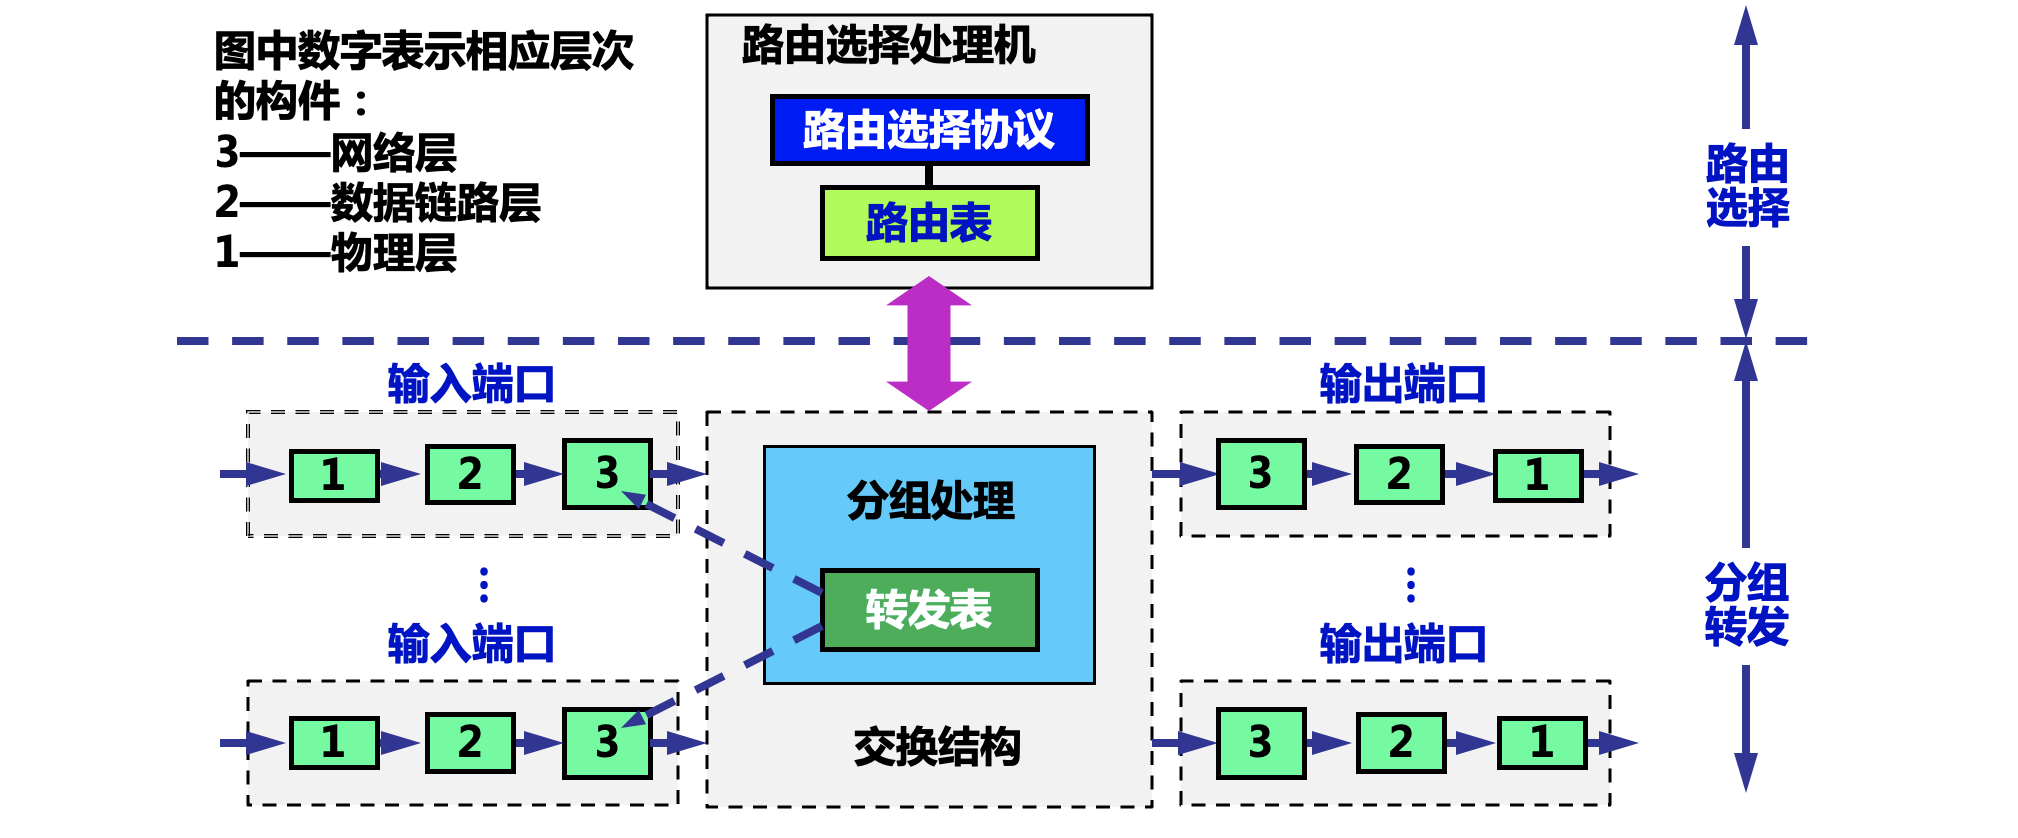 图中数字表示相应层次
的构件：
3——网络层
2——数据链路层
1——物理层
路由选择处理机
路由选择协议
路由表
路由
选择
输入端口
输出端口
1
2
3
3
2
1
分组处理
转发表
⋮
⋮
分组
转发
输入端口
输出端口
1
2
3
交换结构
3
2
1